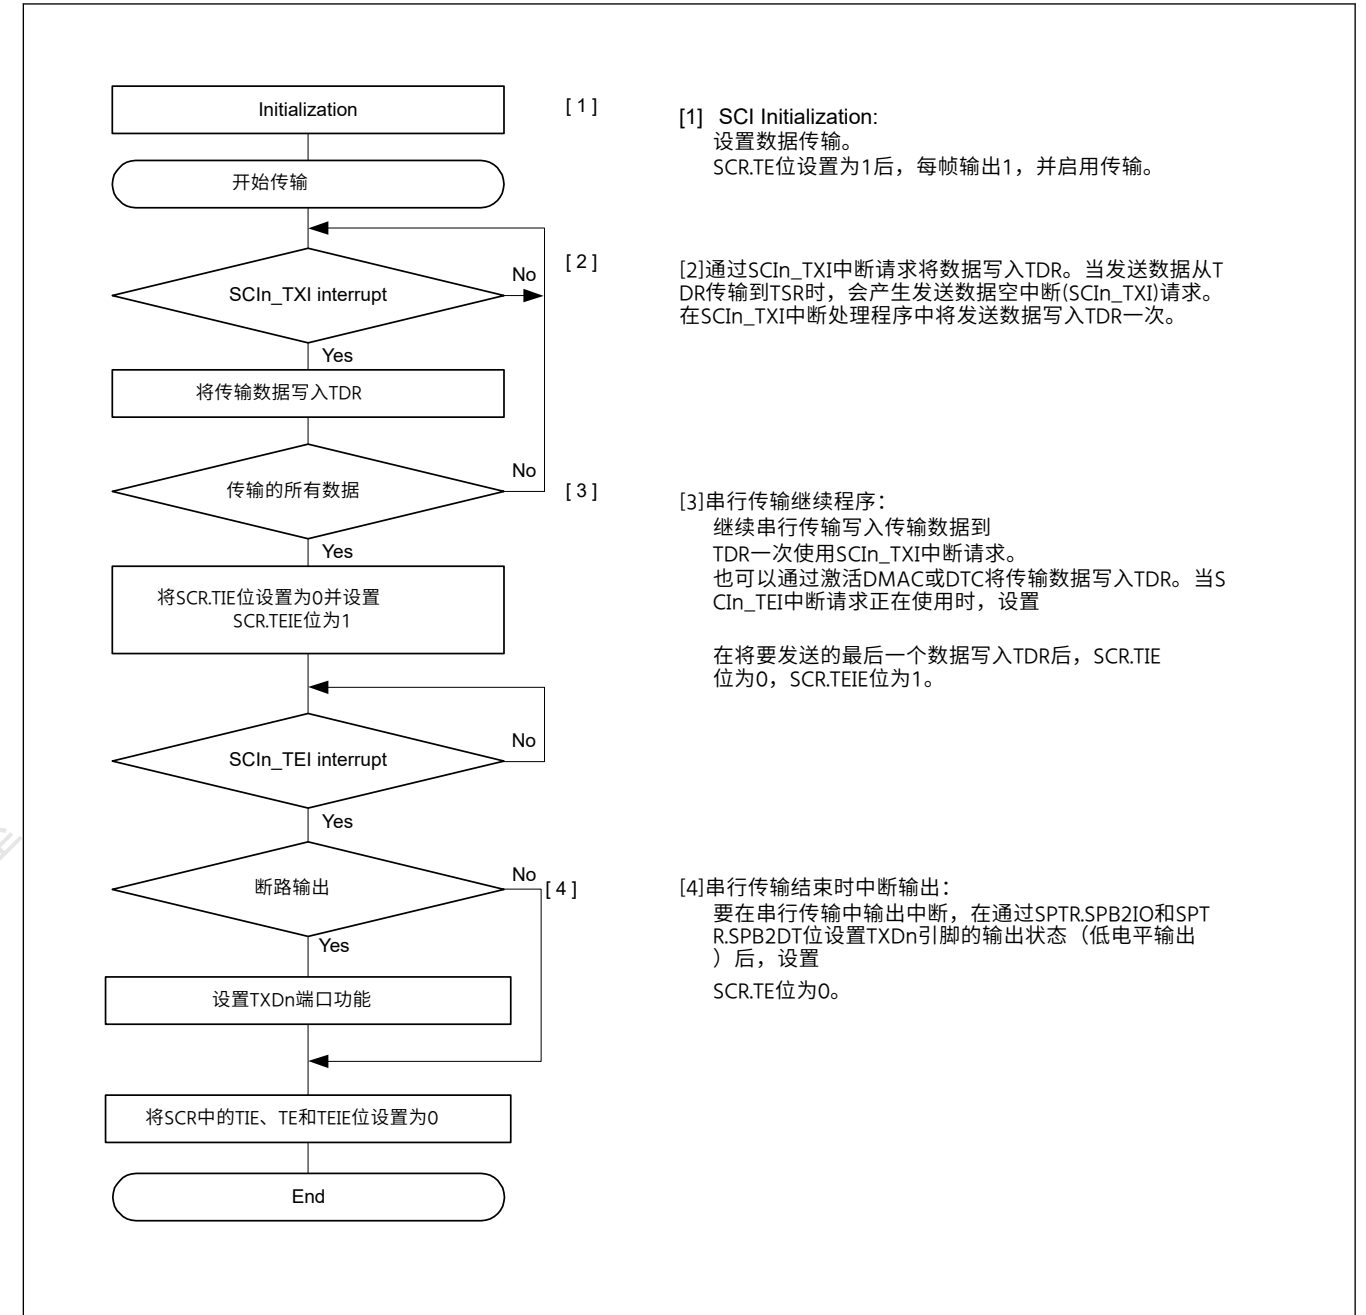 Initialization
[ 1 ]
开始传输
SCIn_TXI interrupt
No
[ 2 ]
Yes
将传输数据写入TDR
传输的所有数据
No
[ 3 ]
Yes
将SCR.TIE位设置为0并设置
SCR.TEIE位为1
SCIn_TEI interrupt
No
Yes
断路输出
No
[ 4 ]
Yes
设置TXDn端口功能
将SCR中的TIE、TE和TEIE位设置为0
End
[1] SCI Initialization:
设置数据传输。
SCR.TE位设置为1后，每帧输出1，并启用传输。
[2]通过SCIn_TXI中断请求将数据写入TDR。当发送数据从T
DR传输到TSR时，会产生发送数据空中断(SCIn_TXI)请求。
在SCIn_TXI中断处理程序中将发送数据写入TDR一次。
[3]串行传输继续程序：
继续串行传输写入传输数据到
TDR一次使用SCIn_TXI中断请求。
也可以通过激活DMAC或DTC将传输数据写入TDR。当S
CIn_TEI中断请求正在使用时，设置
在将要发送的最后一个数据写入TDR后，SCR.TIE
位为0，SCR.TEIE位为1。
[4]串行传输结束时中断输出：
要在串行传输中输出中断，在通过SPTR.SPB2IO和SPT
R.SPB2DT位设置TXDn引脚的输出状态（低电平输出
）后，设置
SCR.TE位为0。